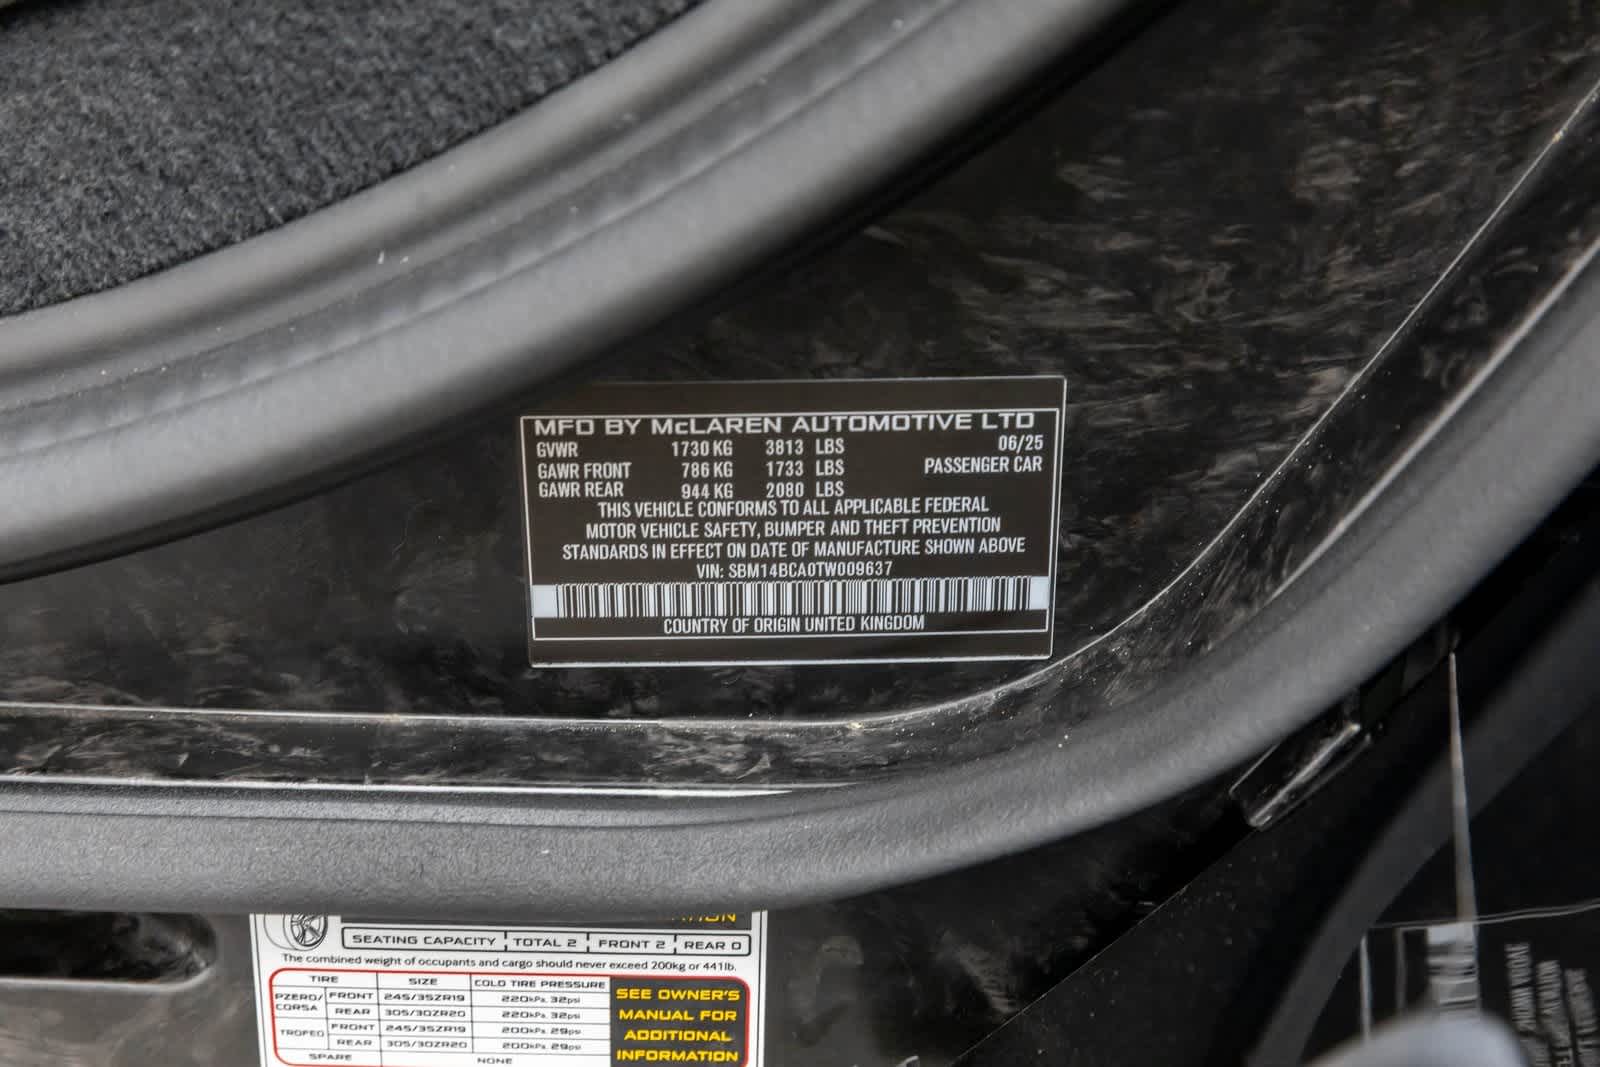 MFD BY McLAREN AUTOMOTIVE LTD
GVWR 1730 KG 3813 LBS 06/25
GAWR FRONT 786 KG 1733 LBS PASSENGER CAR
GAWR REAR 944 KG 2080 LBS
THIS VEHICLE CONFORMS TO ALL APPLICABLE FEDERAL
MOTOR VEHICLE SAFETY, BUMPER AND THEFT PREVENTION
STANDARDS IN EFFECT ON DATE OF MANUFACTURE SHOWN ABOVE
VIN: SBM14BCA0TW009637
COUNTRY OF ORIGIN UNITED KINGDOM
SEATING CAPACITY TOTAL 2 FRONT 2 REAR 0
The combined weight of occupants and cargo should never exceed 200kg or 441lb.
TIRE SIZE COLD TIRE PRESSURE
PZERO/CORSA FRONT 245/35ZR19 220kPa, 32psi
REAR 305/30ZR20 220kPa, 32psi
TROFEO FRONT 245/35ZR19 200kPa, 29psi
REAR 305/30ZR20 200kPa, 29psi
SPARE NONE
SEE OWNER'S
MANUAL FOR
ADDITIONAL
INFORMATION